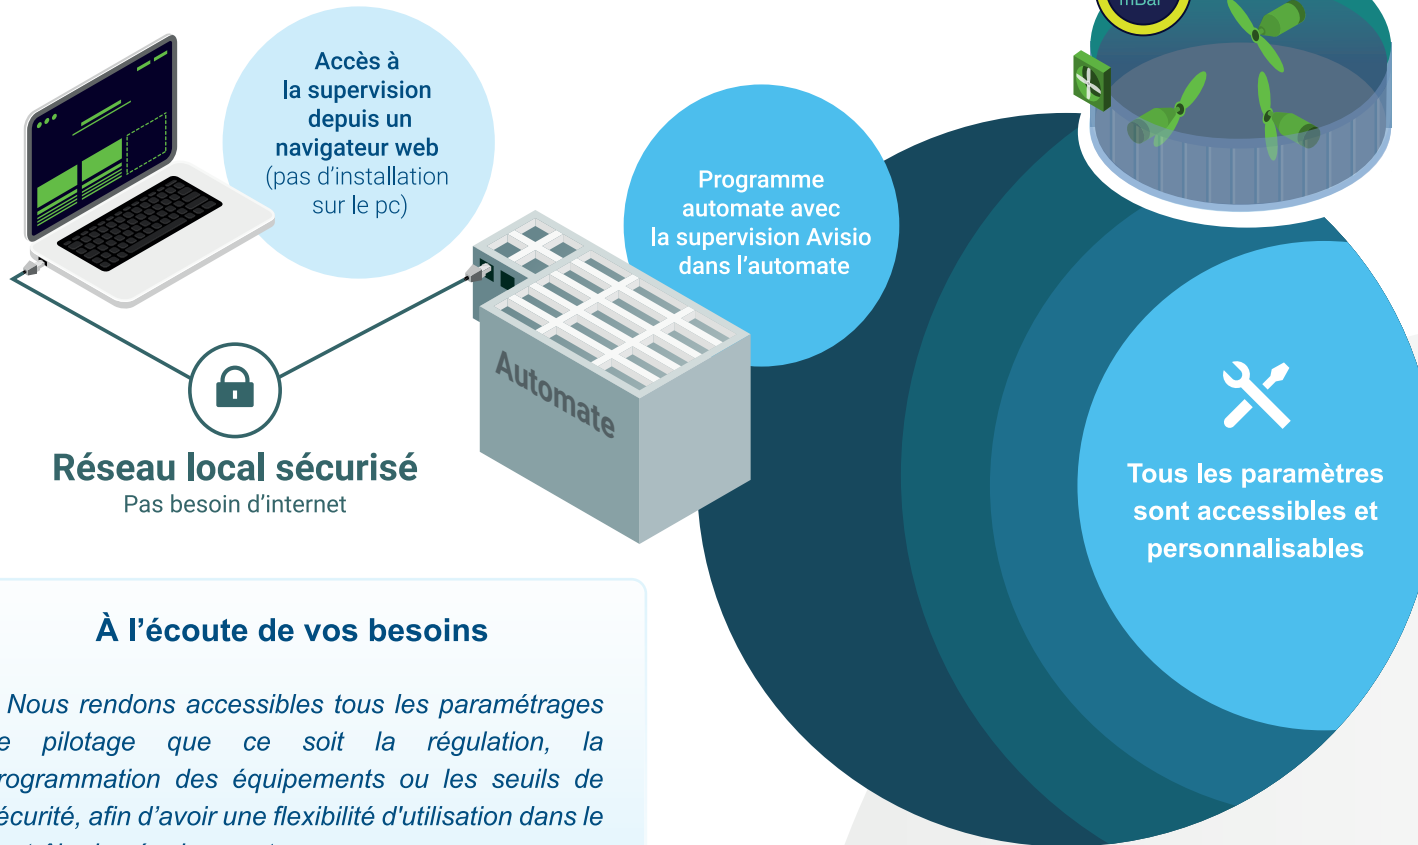 mBar
Accès à
la supervision
depuis un
navigateur web
(pas d'installation
sur le pc)
Programme
automate avec
la supervision Avisio
dans l'automate
Automate
Réseau local sécurisé
Pas besoin d'internet
Tous les paramètres
sont accessibles et
personnalisables
À l'écoute de vos besoins
Nous rendons accessibles tous les paramétrages
pilotage que ce soit la régulation, la
rogrammation des équipements ou les seuils de
écurité, afin d'avoir une flexibilité d'utilisation dans le